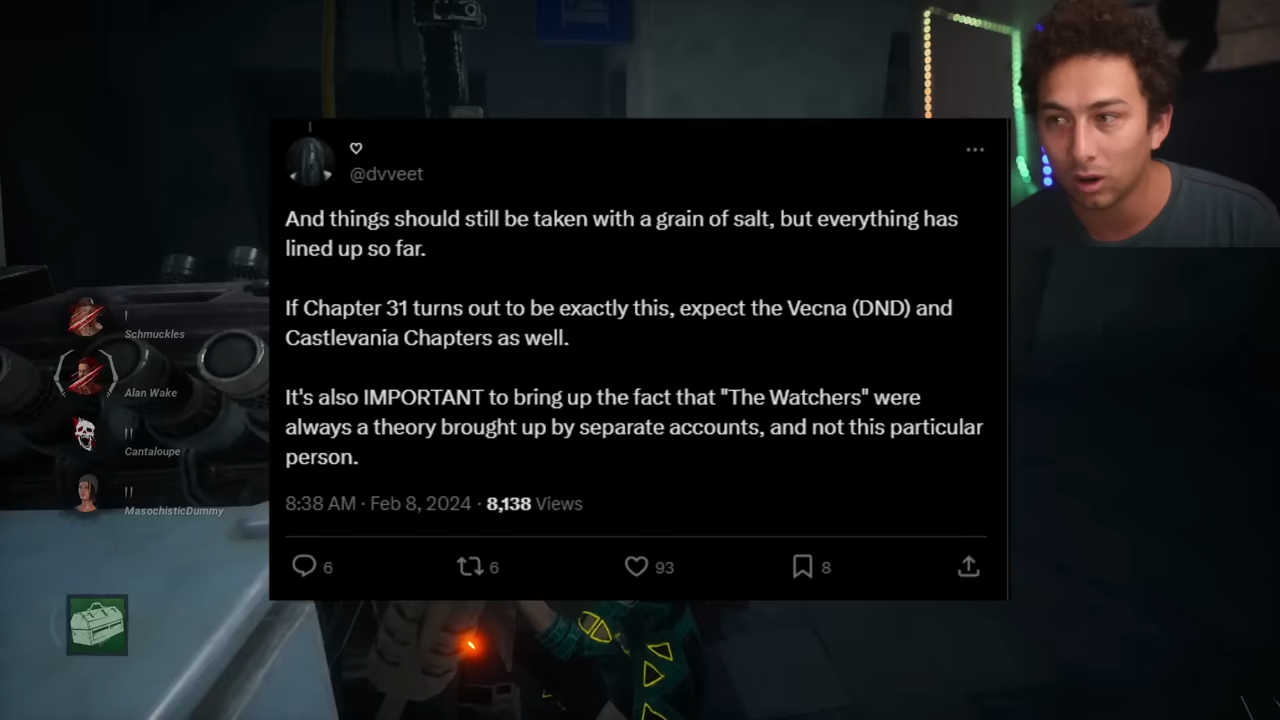 @dvveet
And things should still be taken with a grain of salt, but everything has
lined up so far.
If Chapter 31 turns out to be exactly this, expect the Vecna (DND) and
Castlevania Chapters as well.
It's also IMPORTANT to bring up the fact that "The Watchers" were
always a theory brought up by separate accounts, and not this particular
person.
8:38 AM · Feb 8, 2024 · 8,138 Views
6 6 93 8
Schmuckles
Alan Wake
Cantaloupe
MasochisticDummy